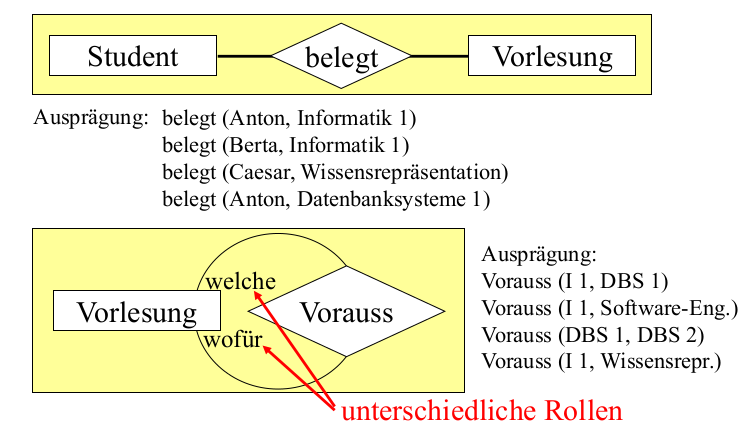 Student belegt Vorlesung
Ausprägung: belegt (Anton, Informatik 1)
belegt (Berta, Informatik 1)
belegt (Caesar, Wissensrepräsentation)
belegt (Anton, Datenbanksysteme 1)
welche
Vorlesung Vorauss
wofür
Ausprägung:
Vorauss (I 1, DBS 1)
Vorauss (I 1, Software-Eng.)
Vorauss (DBS 1, DBS 2)
Vorauss (I 1, Wissensrepr.)
unterschiedliche Rollen